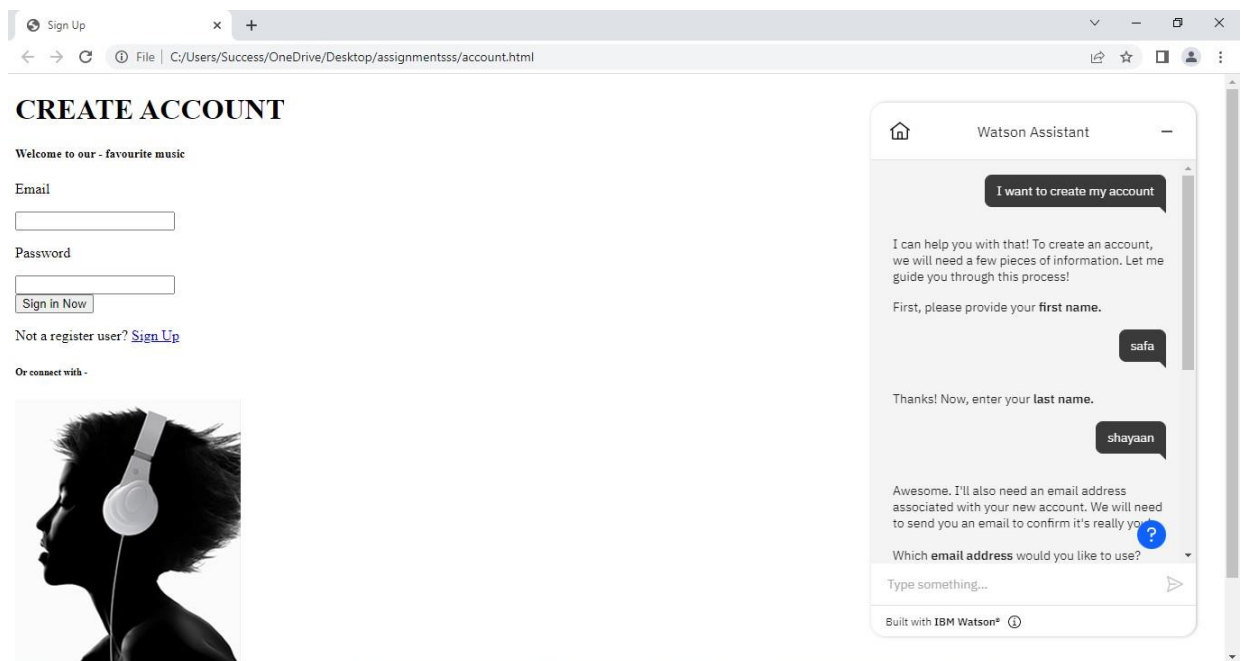 Sign Up
File | C:/Users/Success/OneDrive/Desktop/assignmentsss/account.html
CREATE ACCOUNT
Welcome to our - favourite music
Email
Password
Sign in Now
Not a register user? Sign Up
Or connect with -
Watson Assistant
I want to create my account
I can help you with that! To create an account,
we will need a few pieces of information. Let me
guide you through this process!
First, please provide your first name.
safa
Thanks! Now, enter your last name.
shayaan
Awesome. I'll also need an email address
associated with your new account. We will need
to send you an email to confirm it's really
?
Which email address would you like to use?
Type something...
Built with IBM Watson®